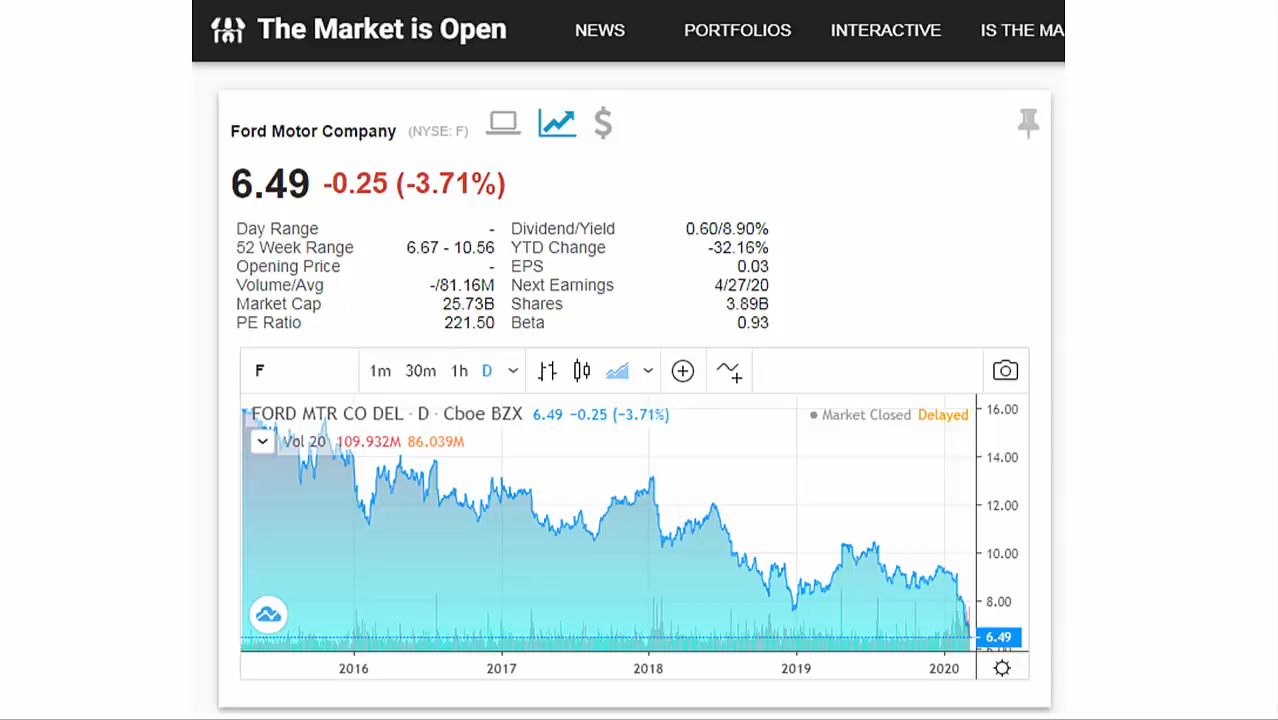 The Market is Open NEWS PORTFOLIOS INTERACTIVE IS THE MA
Ford Motor Company (NYSE: F) $
6.49 -0.25 (-3.71%)
Day Range - Dividend/Yield 0.60/8.90%
52 Week Range 6.67 - 10.56 YTD Change -32.16%
Opening Price - EPS 0.03
Volume/Avg -/81.16M Next Earnings 4/27/20
Market Cap 25.73B Shares 3.89B
PE Ratio 221.50 Beta 0.93
F 1m 30m 1h D
FORD MTR CO DEL · D · Cboe BZX 6.49 −0.25 (−3.71%) Market Closed Delayed
Vol 20 109.932M 86.039M
16.00
14.00
12.00
10.00
8.00
6.49
2016 2017 2018 2019 2020